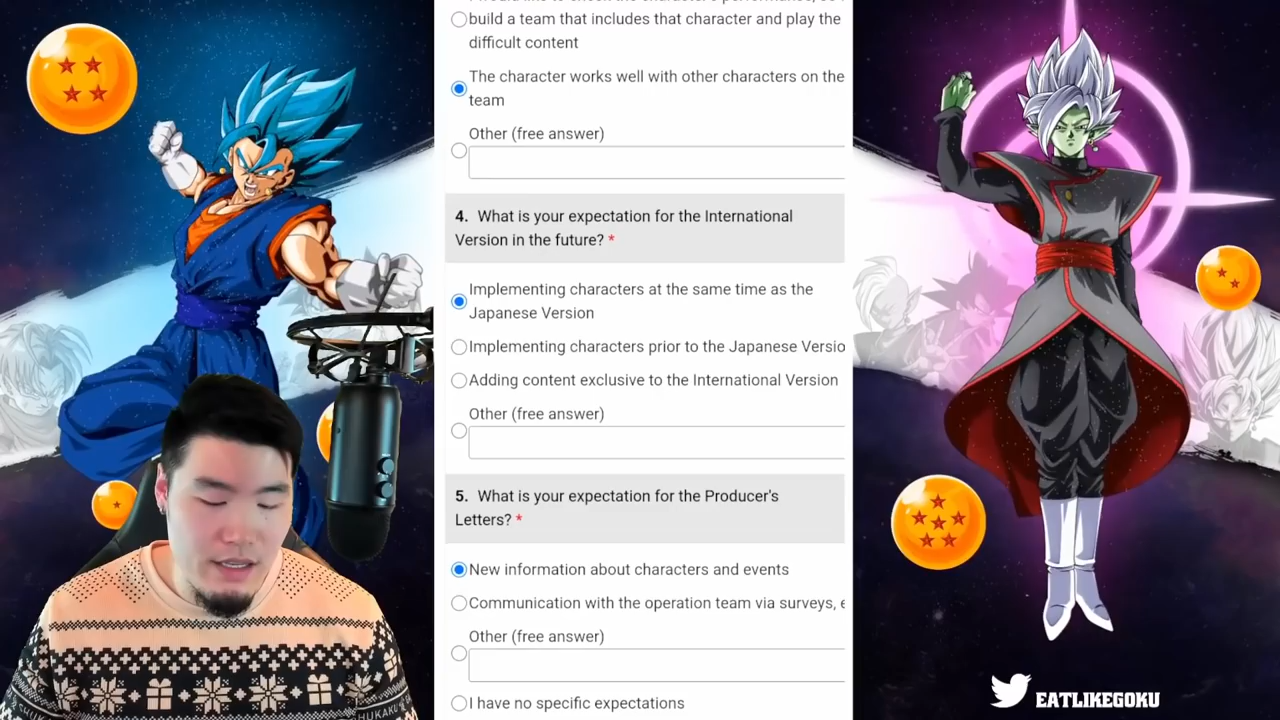 build a team that includes that character and play the
difficult content
The character works well with other characters on the
team
Other (free answer)
4. What is your expectation for the International
Version in the future? *
Implementing characters at the same time as the
Japanese Version
Implementing characters prior to the Japanese Versio
Adding content exclusive to the International Version
Other (free answer)
5. What is your expectation for the Producer's
Letters? *
New information about characters and events
Communication with the operation team via surveys, e
Other (free answer)
I have no specific expectations
EATLIKEGOKU